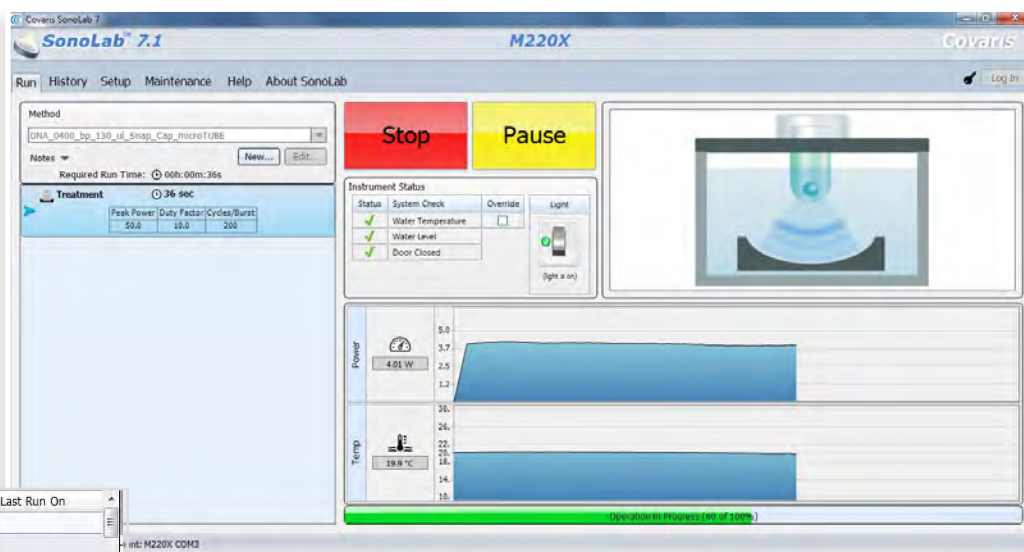 Covaris SonoLab 7
SonoLab™ 7.1
M220X
Covaris
Run History Setup Maintenance Help About SonoLab
Log In
Method
DNA_0400_bp_130_ul_Snap_Cap_microTUBE
Notes
New... Edit...
Required Run Time: 00h:00m:36s
Treatment 36 sec
Peak Power Duty Factor Cycles/Burst
50.0 10.0 200
Stop
Pause
Instrument Status
Status System Check Override Light
Water Temperature
Water Level
Door Closed
(light is on)
Power
4.01 W
5.0
3.7
2.5
1.2
Temp
19.9 °C
30.
26.
22.
20.
18.
14.
10.
Operation in Progress (60 of 100%)
Last Run On
int: M220X COM3